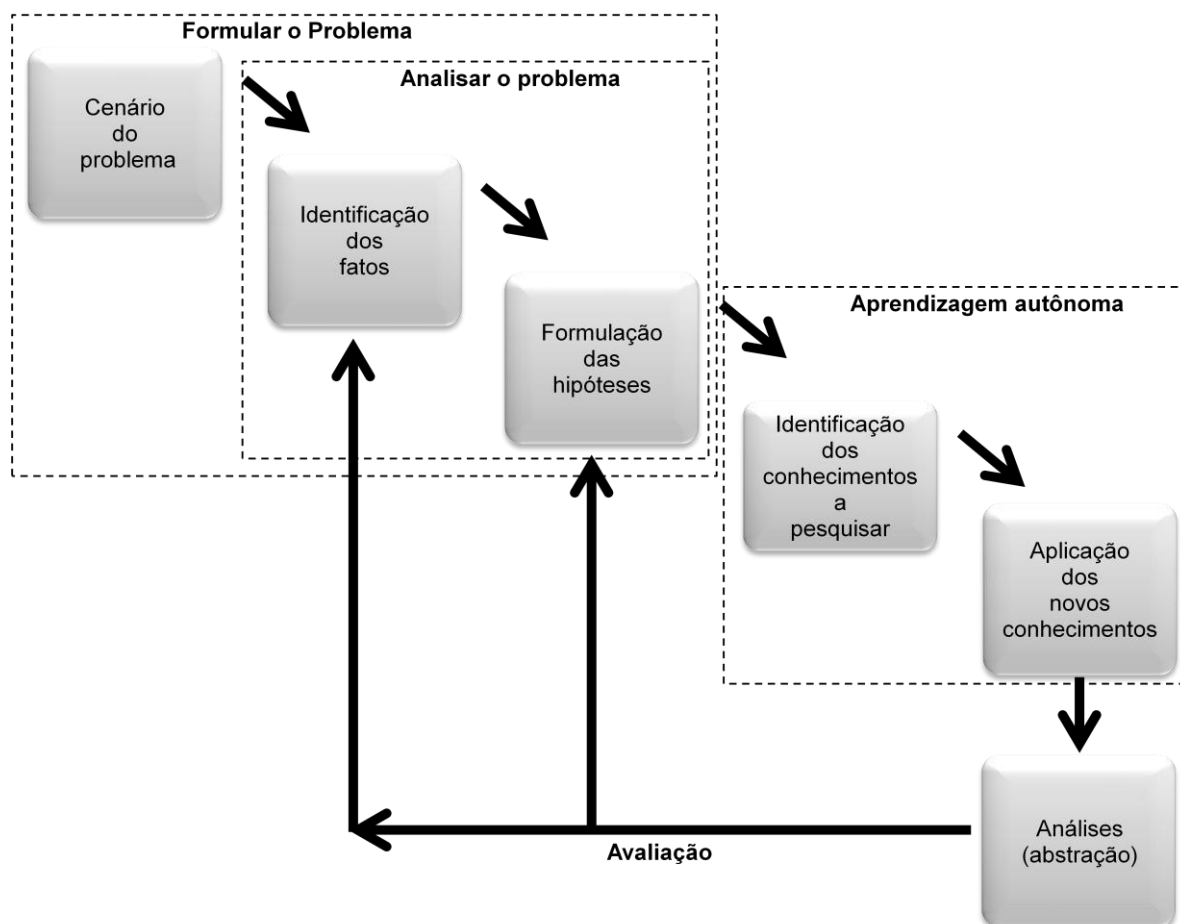 Formular o Problema
Analisar o problema
Cenário
do
problema
Identificação
dos
fatos
Formulação
das
hipóteses
Aprendizagem autônoma
Identificação
dos
conhecimentos
a
pesquisar
Aplicação
dos
novos
conhecimentos
Análises
(abstração)
Avaliação